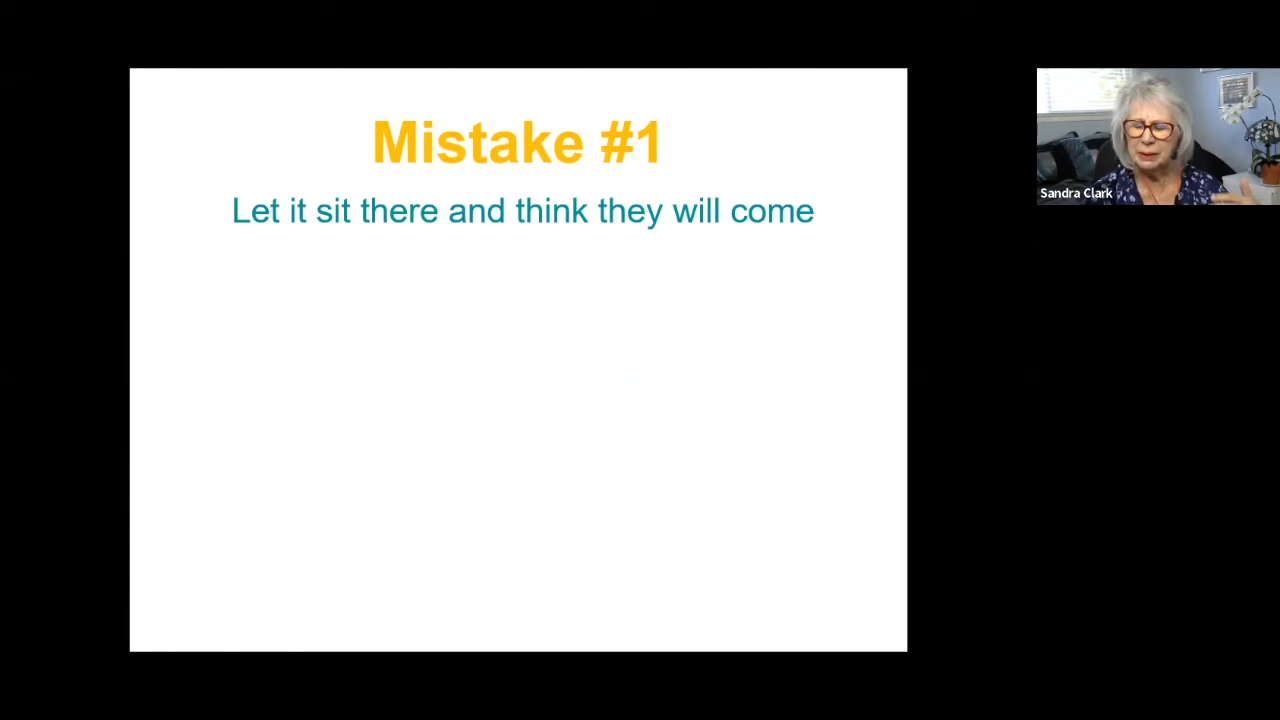 Mistake #1
Let it sit there and think they will come
Sandra Clark